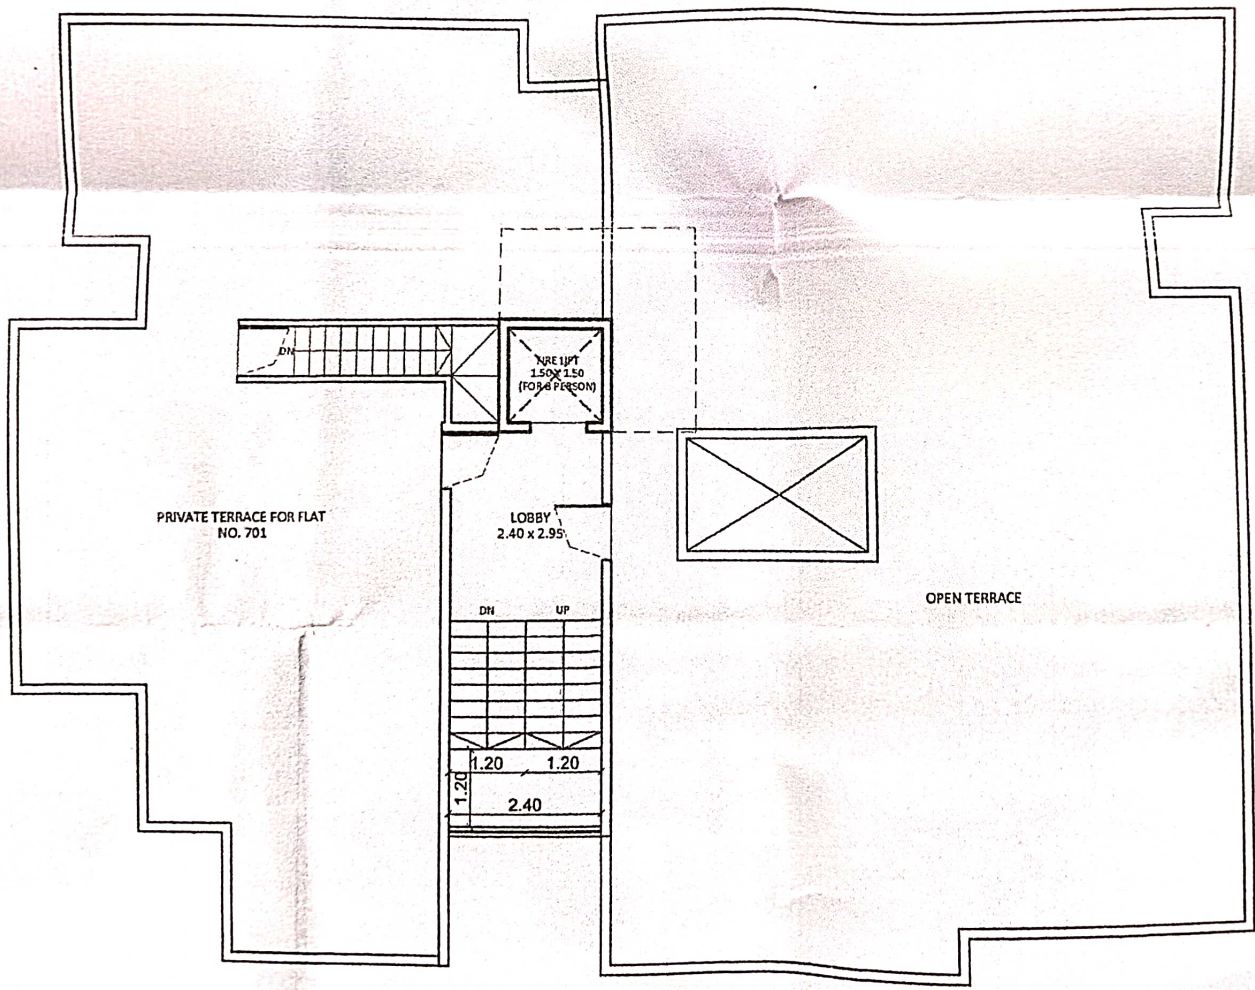 DN
FIRE LIFT
1.50 X 1.50
(FOR 8 PERSON)
PRIVATE TERRACE FOR FLAT
NO. 701
LOBBY
2.40 x 2.95
OPEN TERRACE
DN UP
1.20 1.20
1.20
2.40